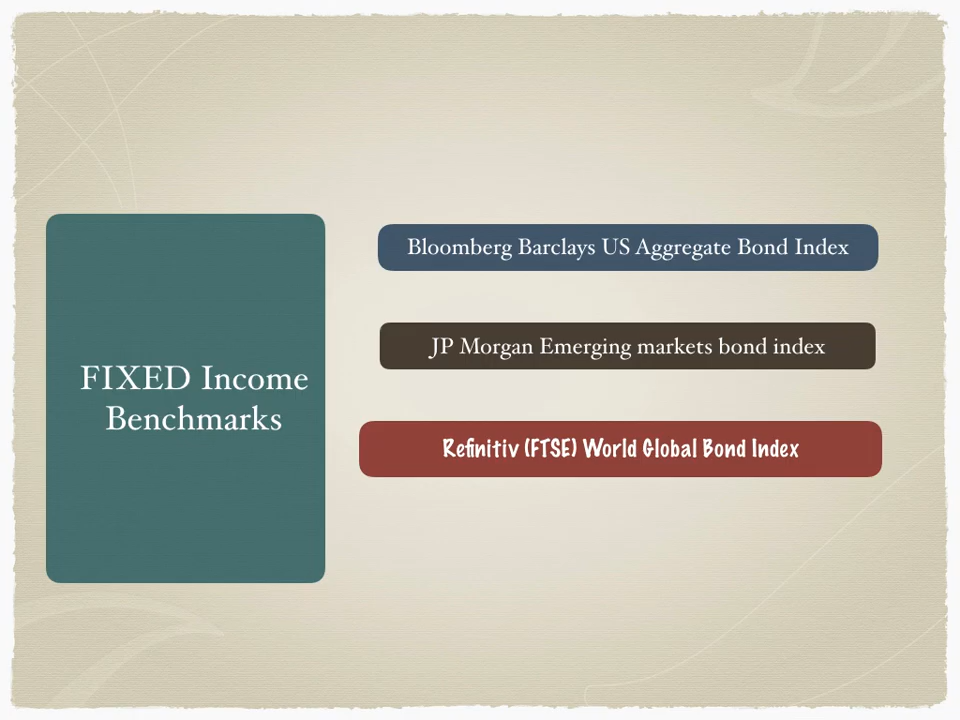 FIXED Income
Benchmarks
Bloomberg Barclays US Aggregate Bond Index
JP Morgan Emerging markets bond index
Refinitiv (FTSE) World Global Bond Index